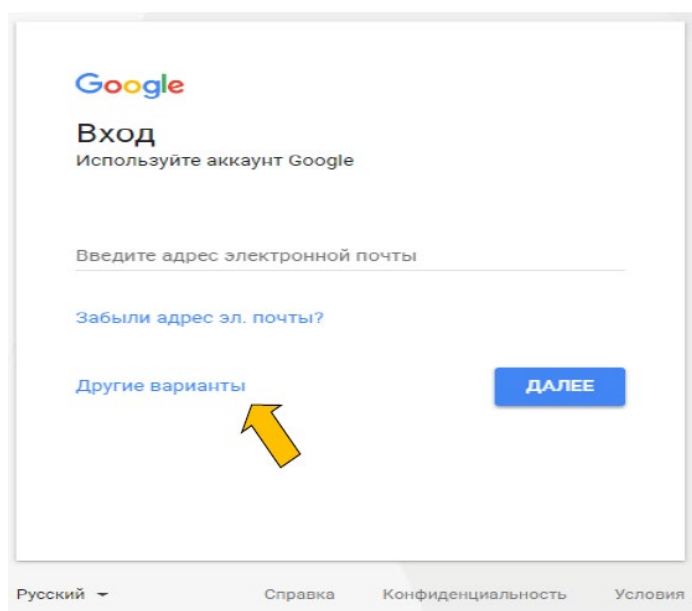 Google
Вход
Используйте аккаунт Google
Введите адрес электронной почты
Забыли адрес эл. почты?
Другие варианты
ДАЛЕЕ
Русский
Справка
Конфиденциальность
Условия